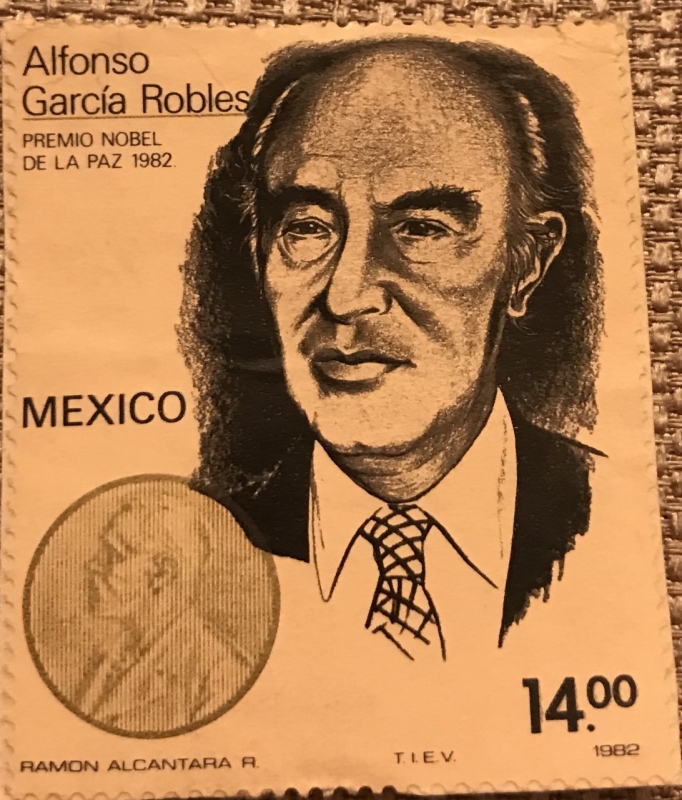 Alfonso
García Robles
PREMIO NOBEL
DE LA PAZ 1982.
MEXICO
14.00
RAMON ALCANTARA R.
T.I.E.V.
1982